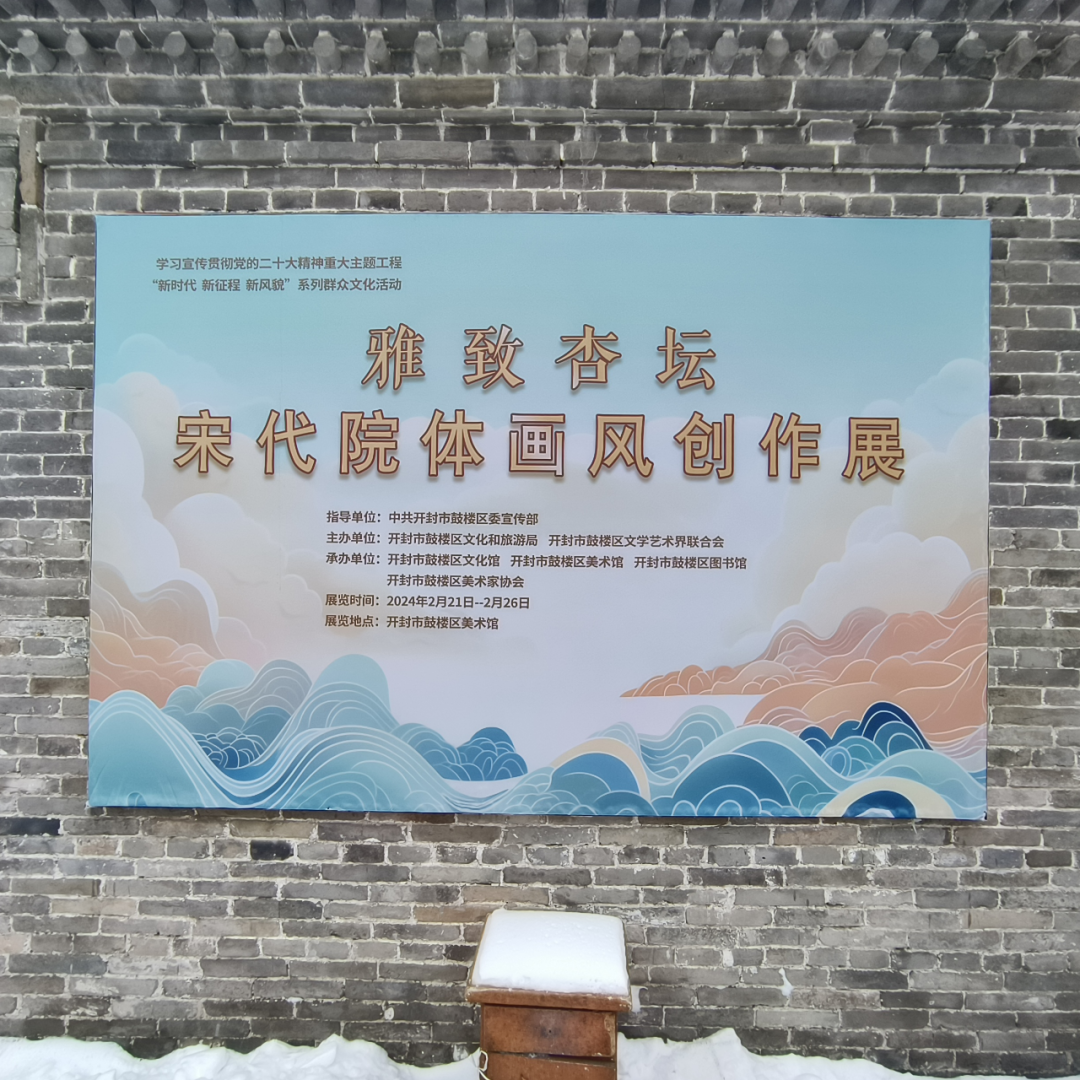 学习宣传贯彻党的二十大精神重大主题工程
“新时代 新征程 新风貌”系列群众文化活动
雅致杏坛
宋代院体画风创作展
指导单位：中共开封市鼓楼区委宣传部
主办单位：开封市鼓楼区文化和旅游局 开封市鼓楼区文学艺术界联合会
承办单位：开封市鼓楼区文化馆 开封市鼓楼区美术馆 开封市鼓楼区图书馆
开封市鼓楼区美术家协会
展览时间：2024年2月21日--2月26日
展览地点：开封市鼓楼区美术馆